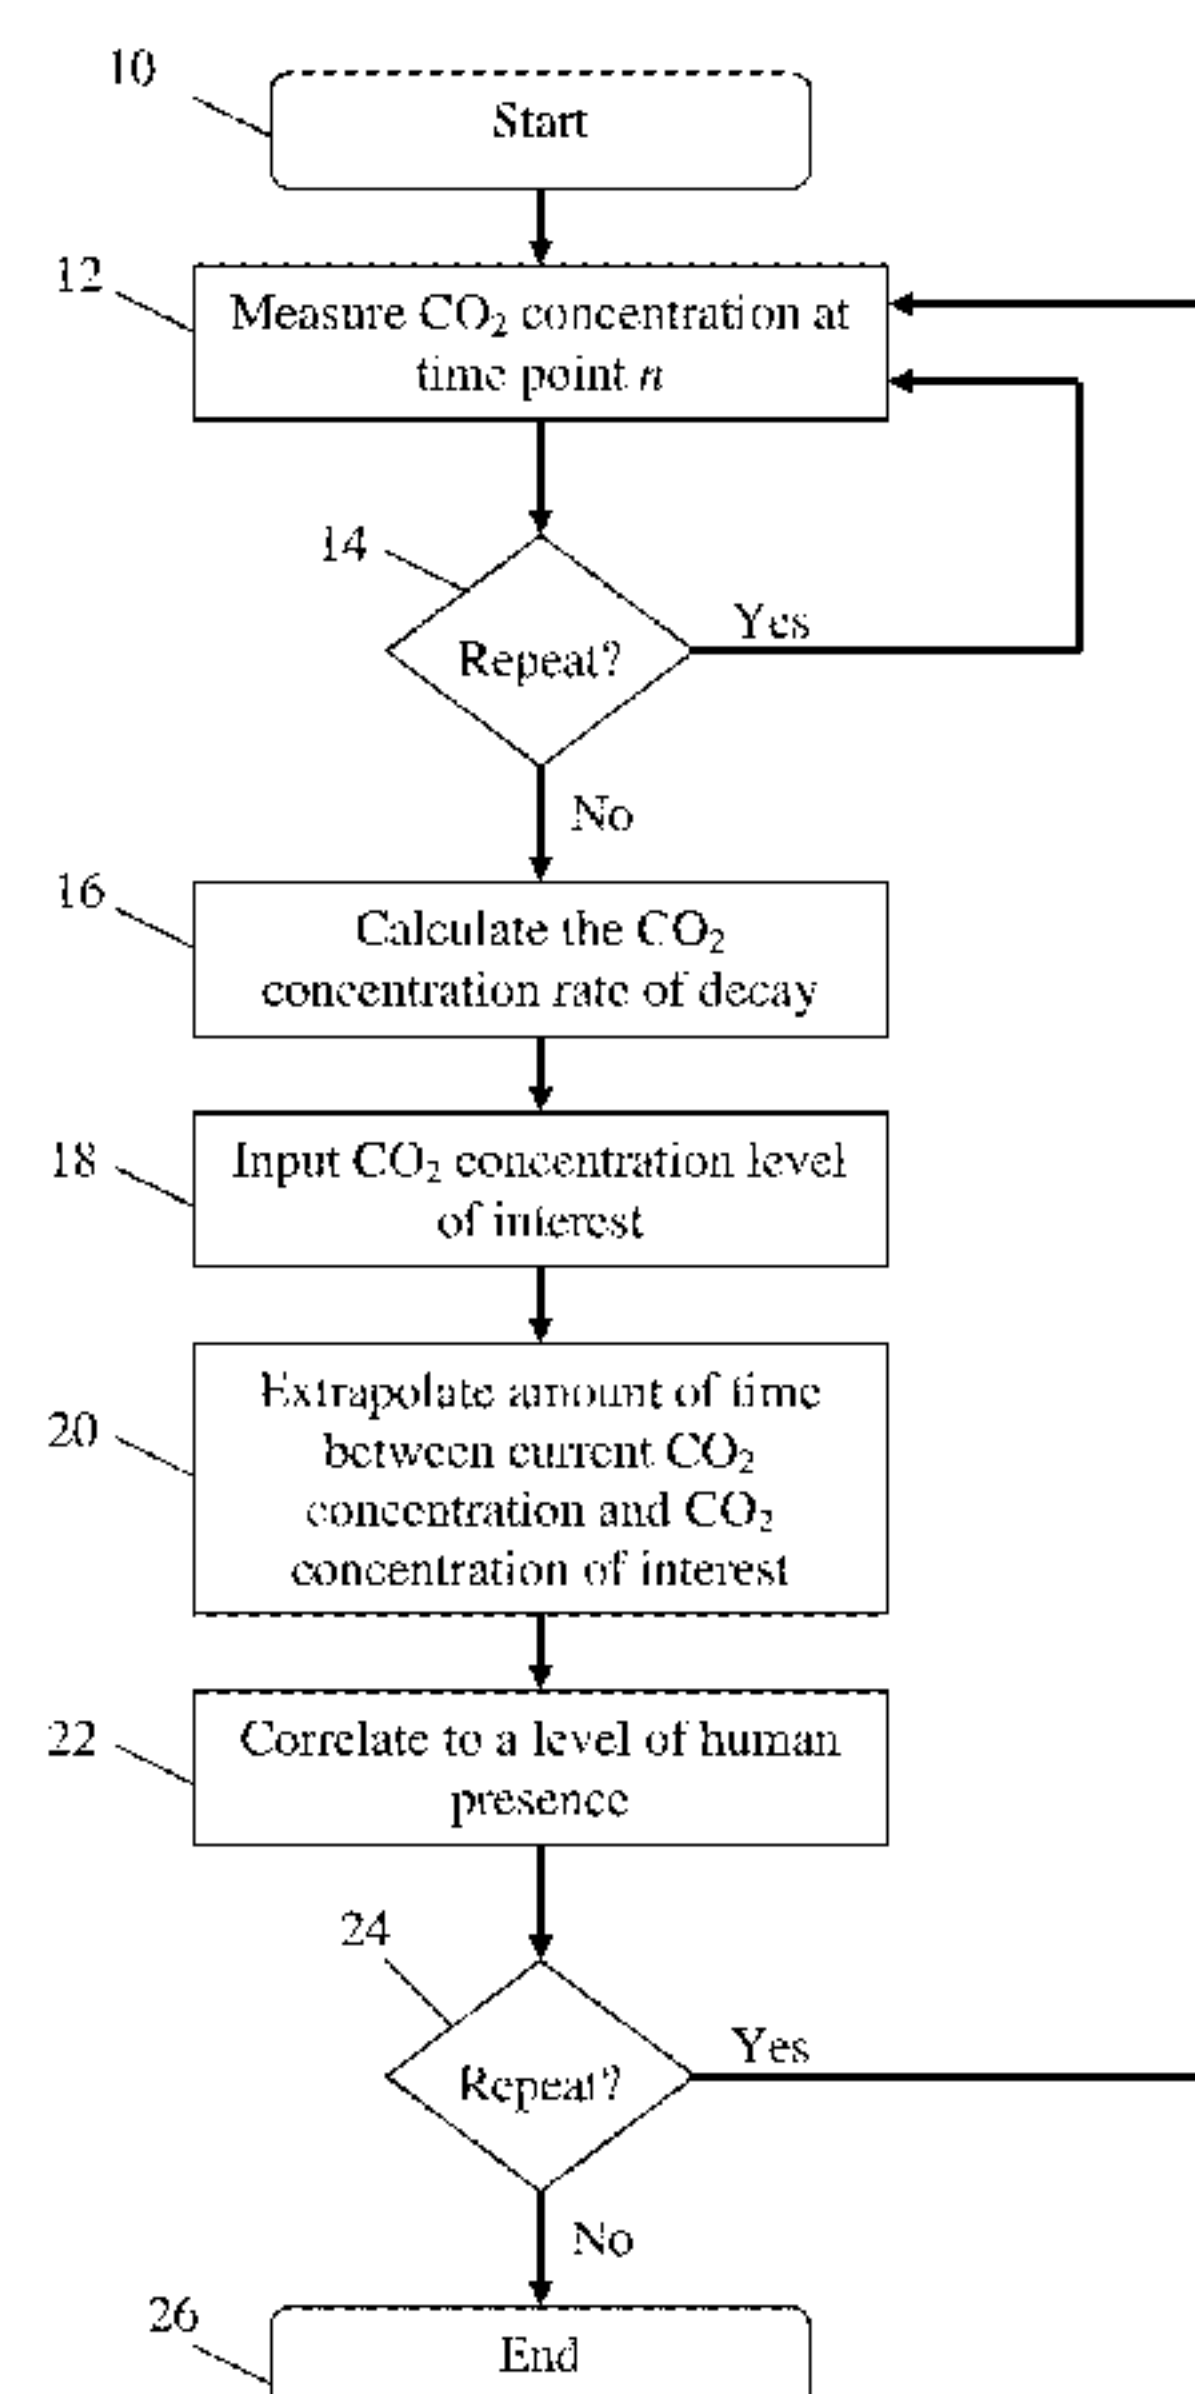 10
Start
12
Measure CO₂ concentration at
time point n
14
Repeat?
Yes
No
16
Calculate the CO₂
concentration rate of decay
18
Input CO₂ concentration level
of interest
20
Extrapolate amount of time
between current CO₂
concentration and CO₂
concentration of interest
22
Correlate to a level of human
presence
24
Repeat?
Yes
No
26
End